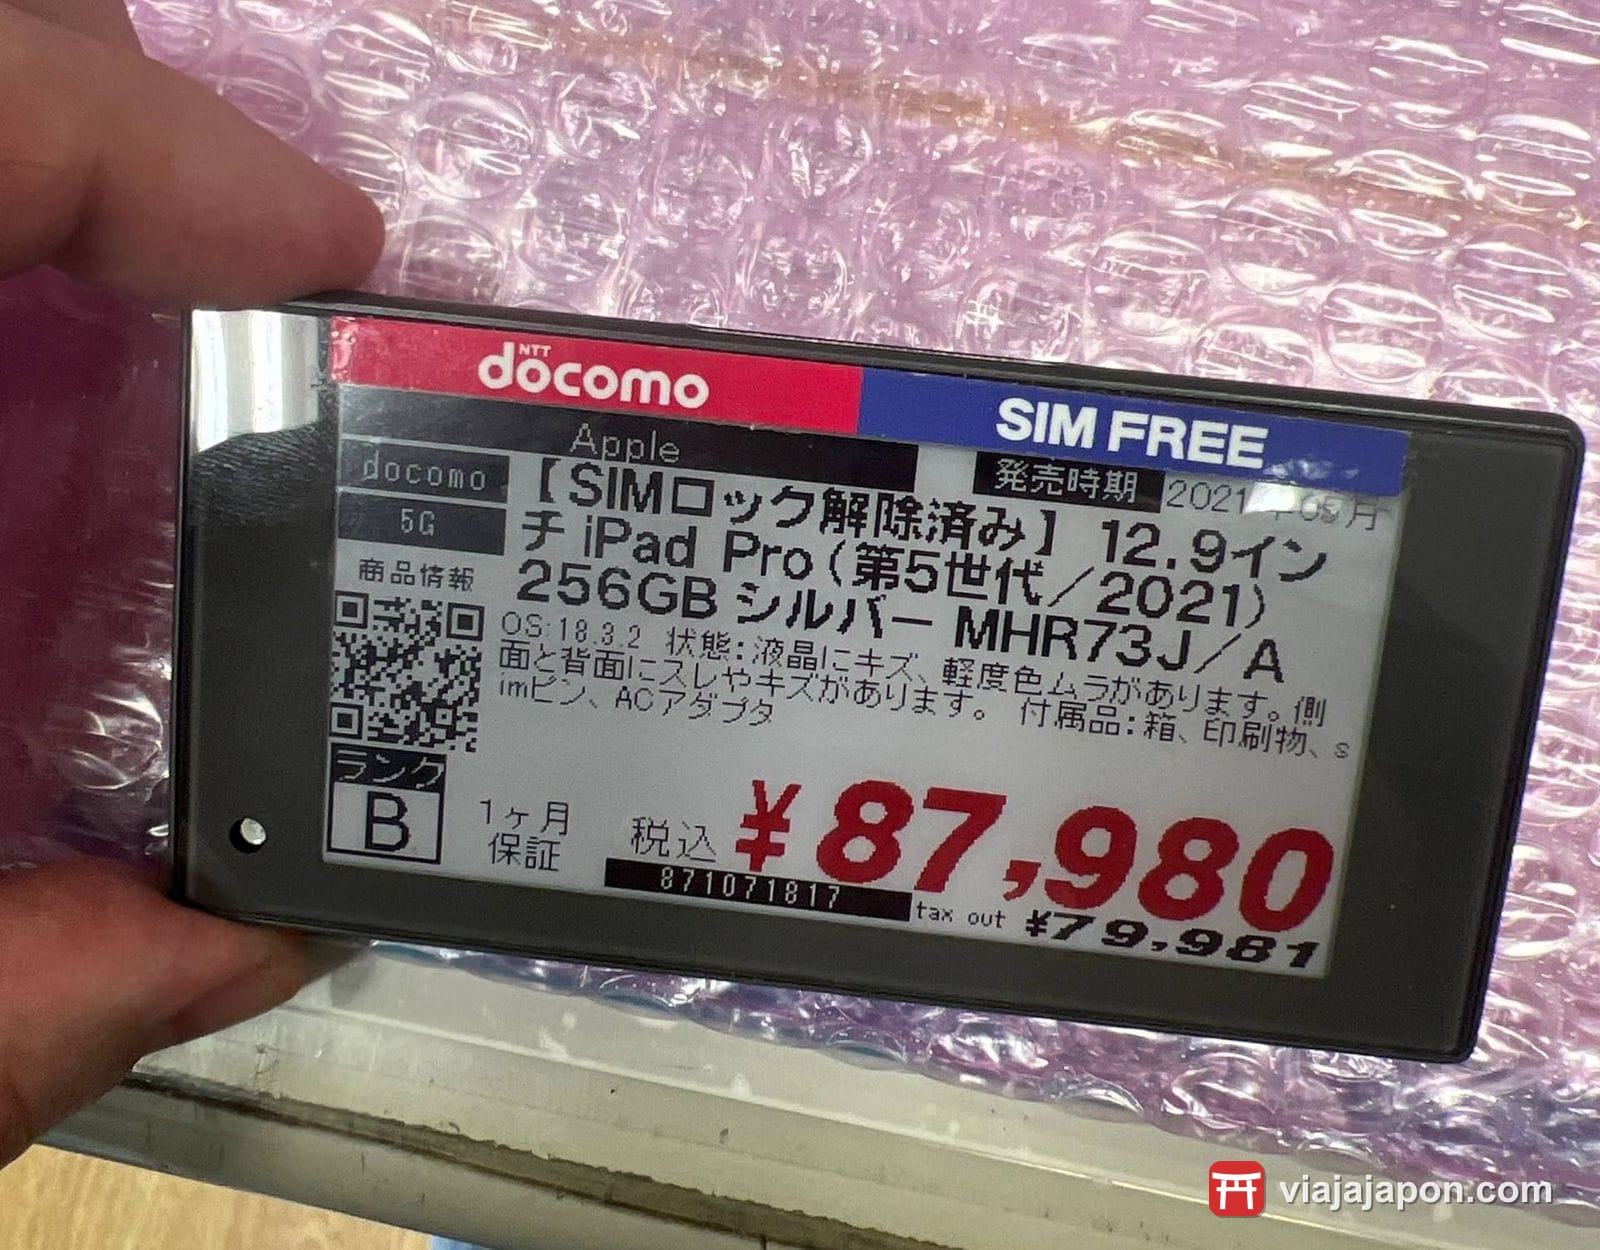 NTT
docomo
SIM FREE
Apple
発売時期 2021年05月
docomo
5G
【SIMロック解除済み】 12.9イン
チ iPad Pro（第5世代／2021）
256GB シルバー MHR73J／A
商品情報
OS:18.3.2 状態:液晶にキズ、軽度色ムラがあります。側
面と背面にスレやキズがあります。 付属品:箱、印刷物、s
imピン、ACアダプタ
ランク
B
1ヶ月
保証
税込 ¥87,980
871071817
tax out ¥79,981
viajajapon.com